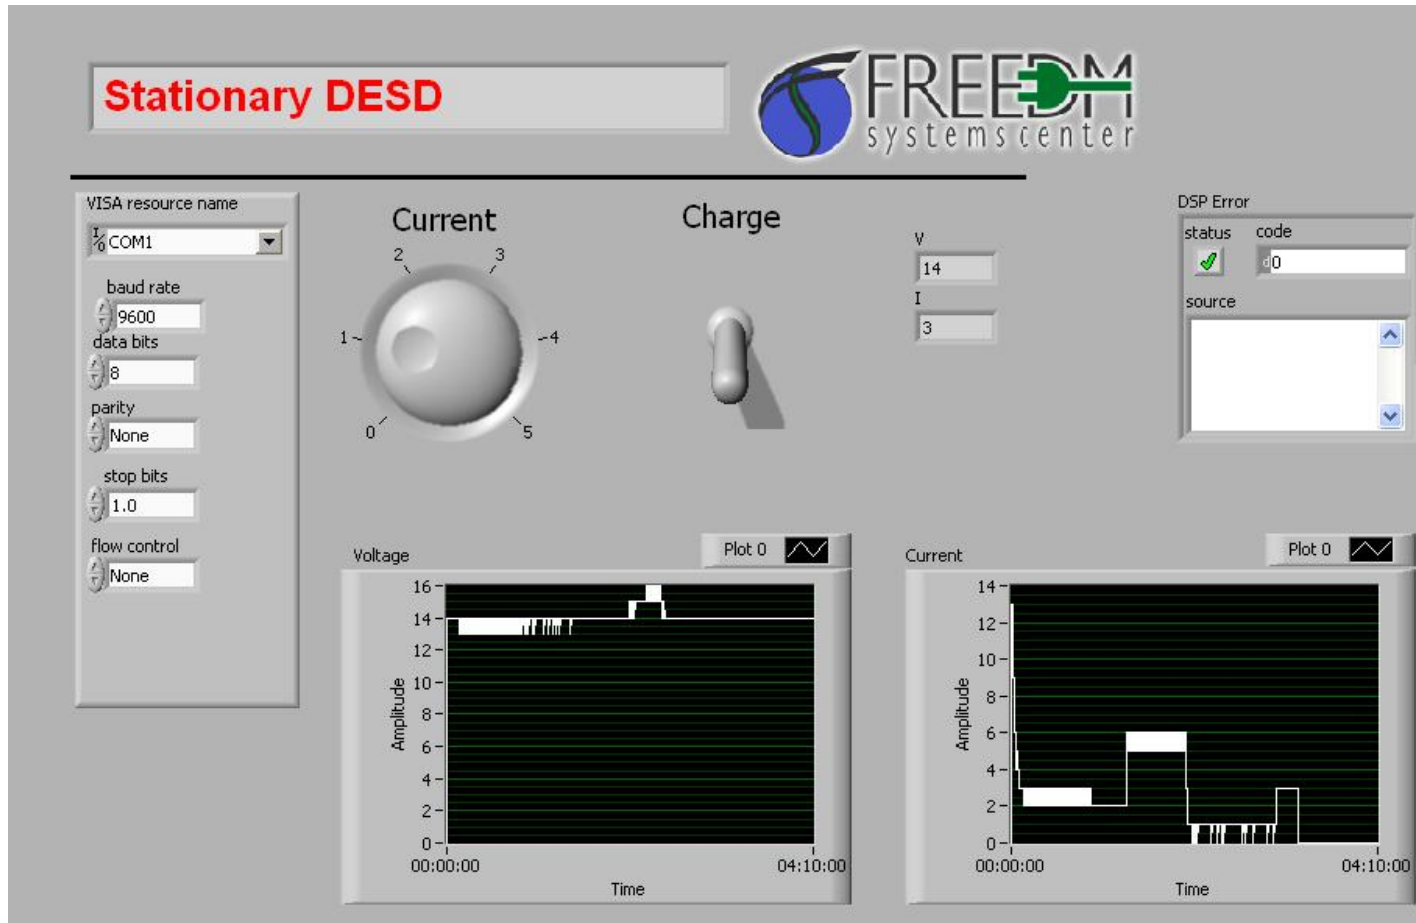 Stationary DESD
FREEDM
systemscenter
VISA resource name
I/O COM1
baud rate
9600
data bits
8
parity
None
stop bits
1.0
flow control
None
Current
0
1
2
3
4
5
Charge
V
14
I
3
DSP Error
status code
d 0
source
Voltage
Plot 0
16
14
12
10
8
6
4
2
0
Amplitude
00:00:00 04:10:00
Time
Current
Plot 0
14
12
10
8
6
4
2
0
Amplitude
00:00:00 04:10:00
Time